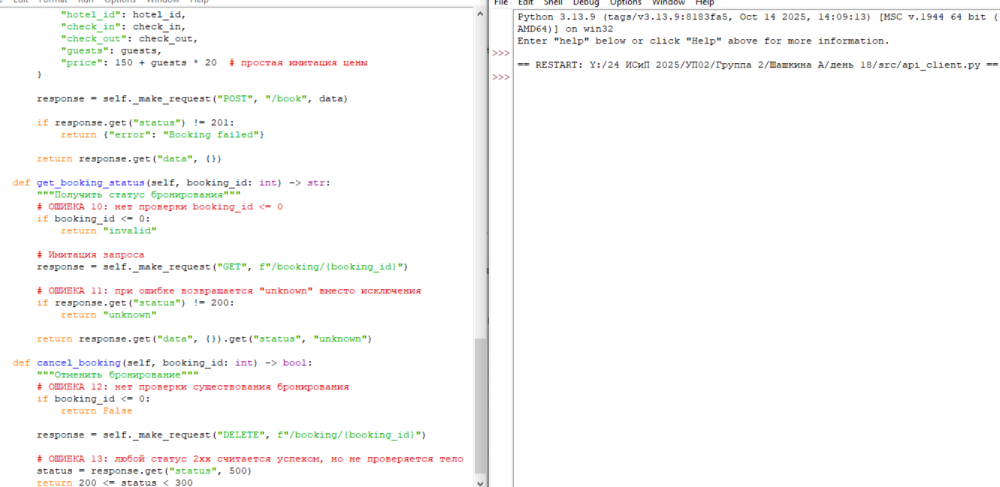 Edit Format Run Options Window Help
"hotel_id": hotel_id,
"check_in": check_in,
"check_out": check_out,
"guests": guests,
"price": 150 + guests * 20  # простая имитация цены
}
response = self._make_request("POST", "/book", data)
if response.get("status") != 201:
return {"error": "Booking failed"}
return response.get("data", {})
def get_booking_status(self, booking_id: int) -> str:
"""Получить статус бронирования"""
# ОШИБКА 10: нет проверки booking_id <= 0
if booking_id <= 0:
return "invalid"
# Имитация запроса
response = self._make_request("GET", f"/booking/{booking_id}")
# ОШИБКА 11: при ошибке возвращается "unknown" вместо исключения
if response.get("status") != 200:
return "unknown"
return response.get("data", {}).get("status", "unknown")
def cancel_booking(self, booking_id: int) -> bool:
"""Отменить бронирование"""
# ОШИБКА 12: нет проверки существования бронирования
if booking_id <= 0:
return False
response = self._make_request("DELETE", f"/booking/{booking_id}")
# ОШИБКА 13: любой статус 2xx считается успехом, но не проверяется тело
status = response.get("status", 500)
return 200 <= status < 300
File Edit Shell Debug Options Window Help
Python 3.13.9 (tags/v3.13.9:8183fa5, Oct 14 2025, 14:09:13) [MSC v.1944 64 bit (
AMD64)] on win32
Enter "help" below or click "Help" above for more information.
>>>
== RESTART: Y:/24 ИСиП 2025/УП02/Группа 2/Шашкина А/день 18/src/api_client.py ==
>>>